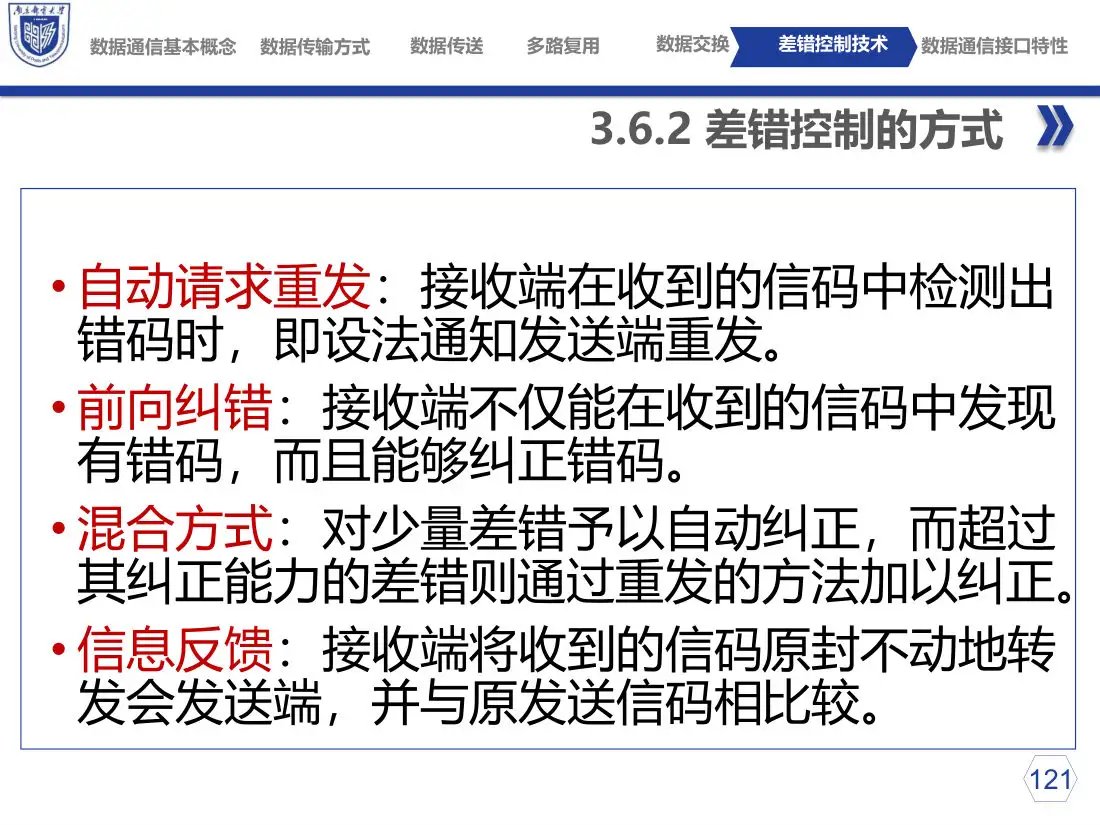 南京邮电大学
数据通信基本概念 数据传输方式 数据传送 多路复用 数据交换 差错控制技术 数据通信接口特性
3.6.2 差错控制的方式
•自动请求重发：接收端在收到的信码中检测出
错码时，即设法通知发送端重发。
•前向纠错：接收端不仅能在收到的信码中发现
有错码，而且能够纠正错码。
•混合方式：对少量差错予以自动纠正，而超过
其纠正能力的差错则通过重发的方法加以纠正。
•信息反馈：接收端将收到的信码原封不动地转
发会发送端，并与原发送信码相比较。
121